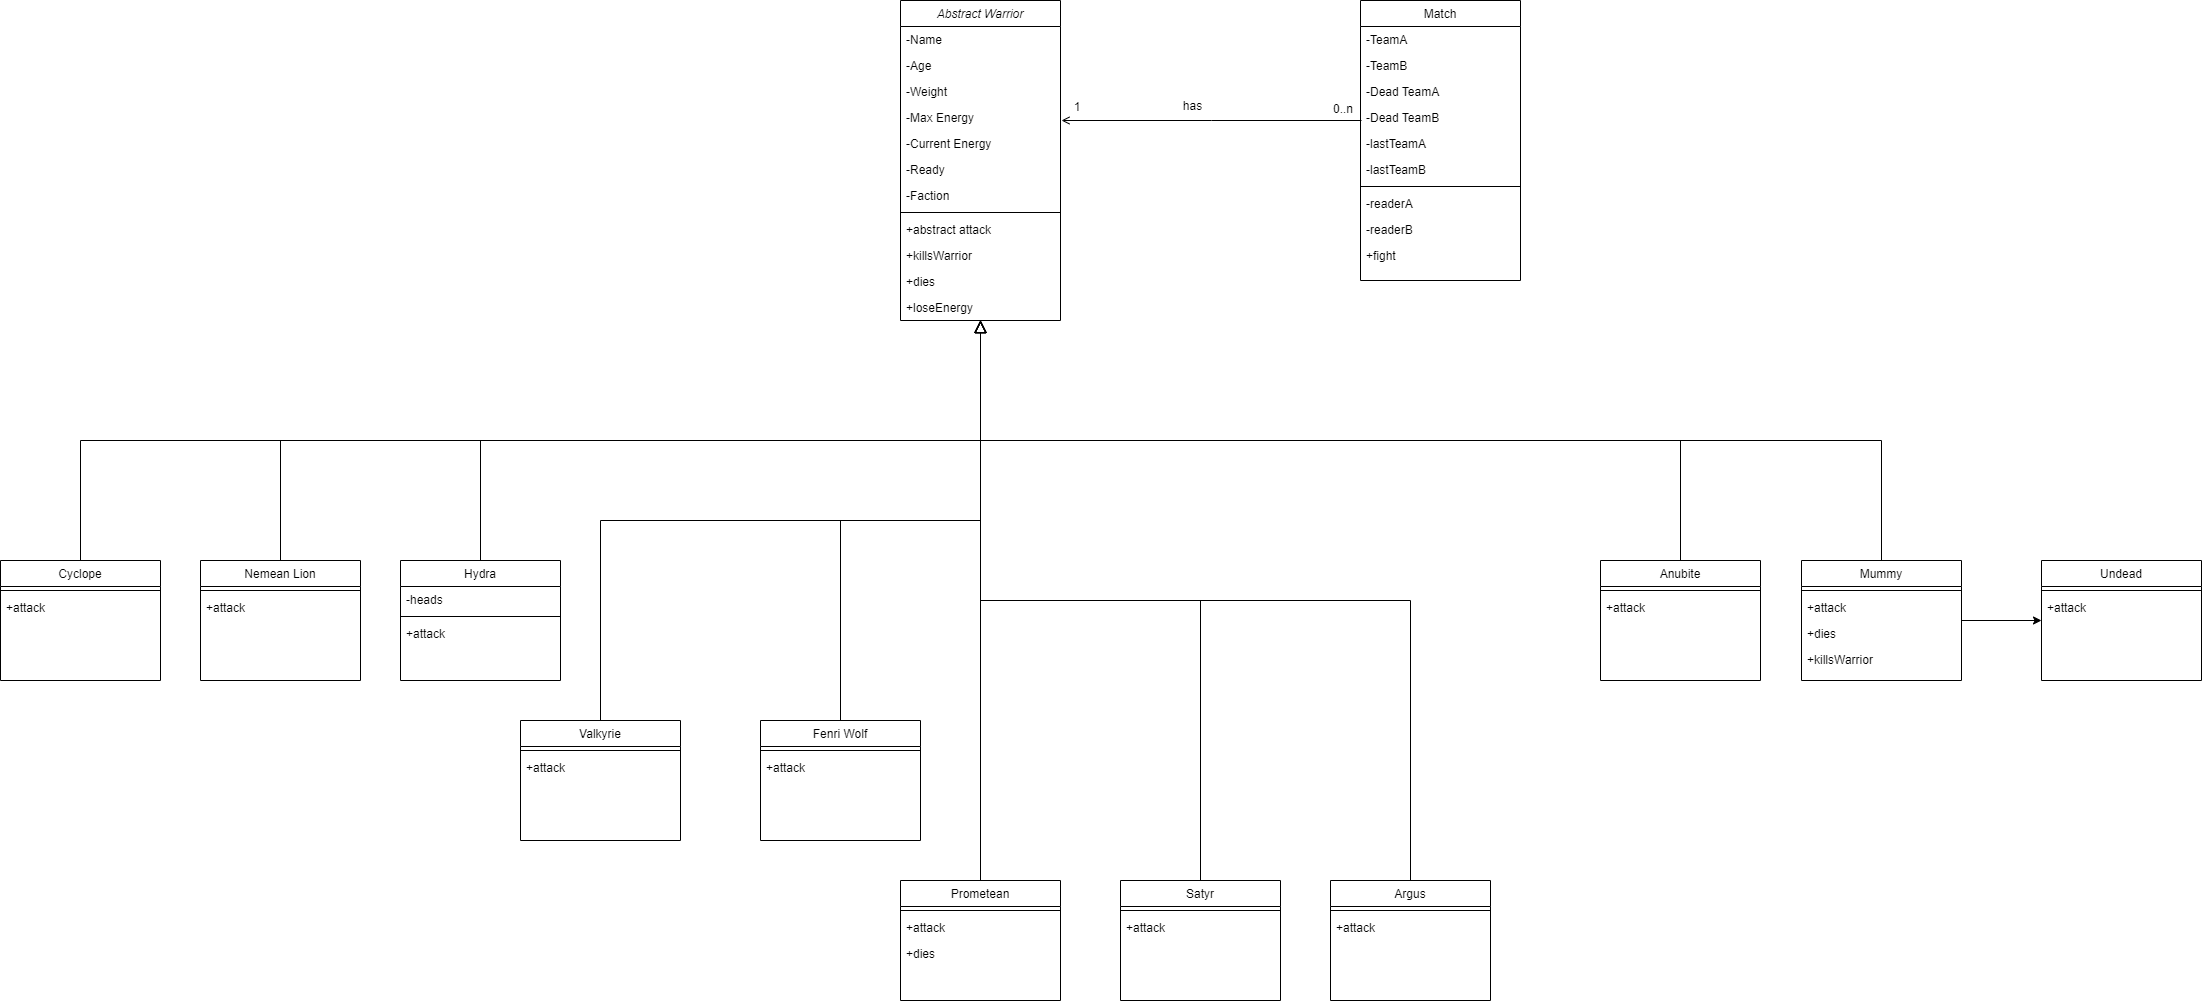 Abstract Warrior
-Name
-Age
-Weight
-Max Energy
-Current Energy
-Ready
-Faction
+abstract attack
+killsWarrior
+dies
+loseEnergy
1
has
0..n
Match
-TeamA
-TeamB
-Dead TeamA
-Dead TeamB
-lastTeamA
-lastTeamB
-readerA
-readerB
+fight
Cyclope
+attack
Nemean Lion
+attack
Hydra
-heads
+attack
Anubite
+attack
Mummy
+attack
+dies
+killsWarrior
Undead
+attack
Valkyrie
+attack
Fenri Wolf
+attack
Prometean
+attack
+dies
Satyr
+attack
Argus
+attack